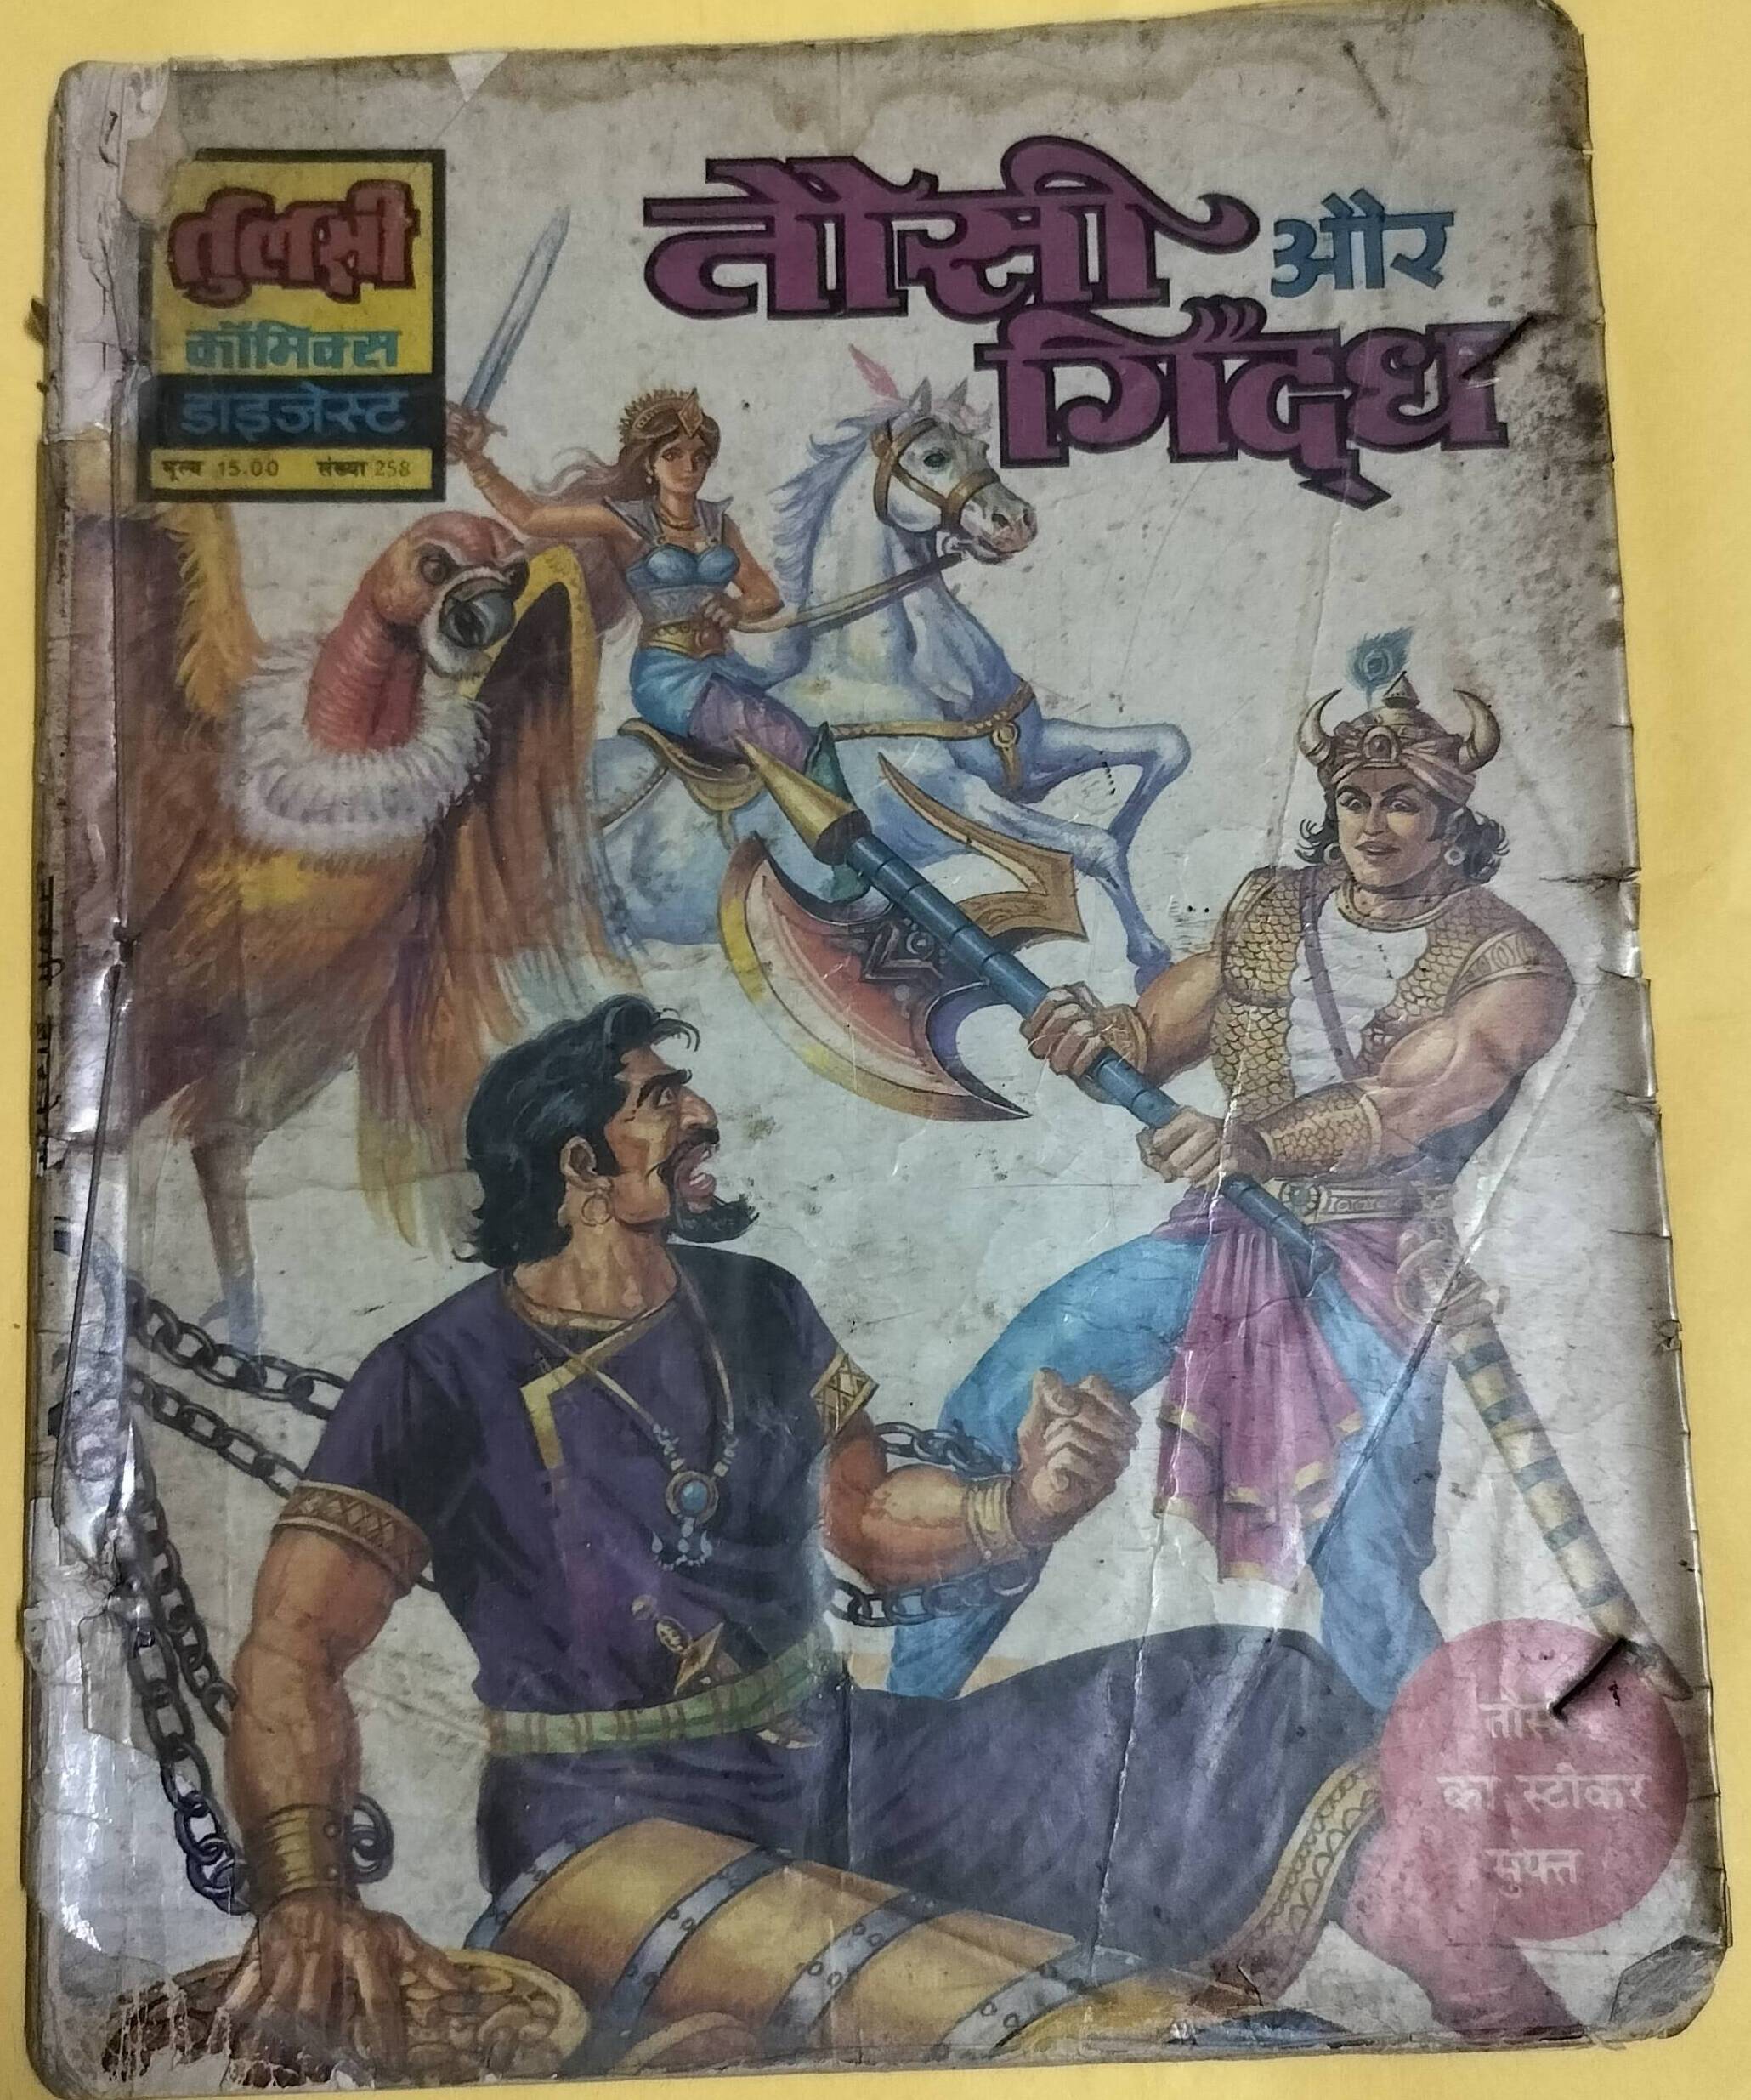 तुलसी
कॉमिक्स
डाइजेस्ट
मूल्य 15.00 संख्या 258
तौसी और
गिद्ध
का स्टीकर
मुफ्त